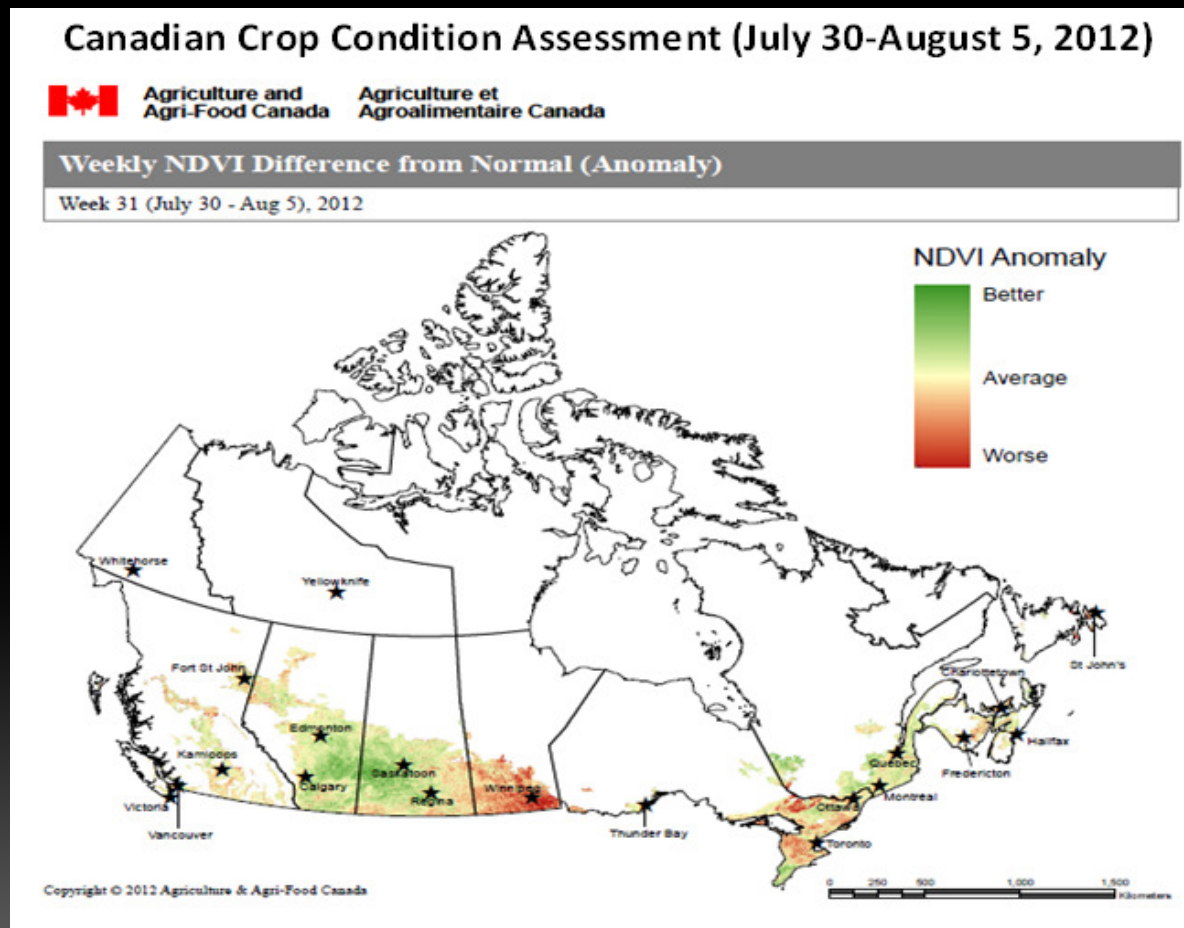 Canadian Crop Condition Assessment (July 30-August 5, 2012)
Agriculture and Agriculture et
Agri-Food Canada Agroalimentaire Canada
Weekly NDVI Difference from Normal (Anomaly)
Week 31 (July 30 - Aug 5), 2012
NDVI Anomaly
Better
Average
Worse
Whitehorse
Yellowknife
St John's
Fort St John
Charlottetown
Edmonton
Halifax
Kamloops
Saskatoon
Québec
Fredericton
Calgary
Regina
Winnipeg
Ottawa
Montréal
Victoria
Vancouver
Thunder Bay
Toronto
0 250 500 1,000 1,500
Kilometers
Copyright © 2012 Agriculture & Agri-Food Canada